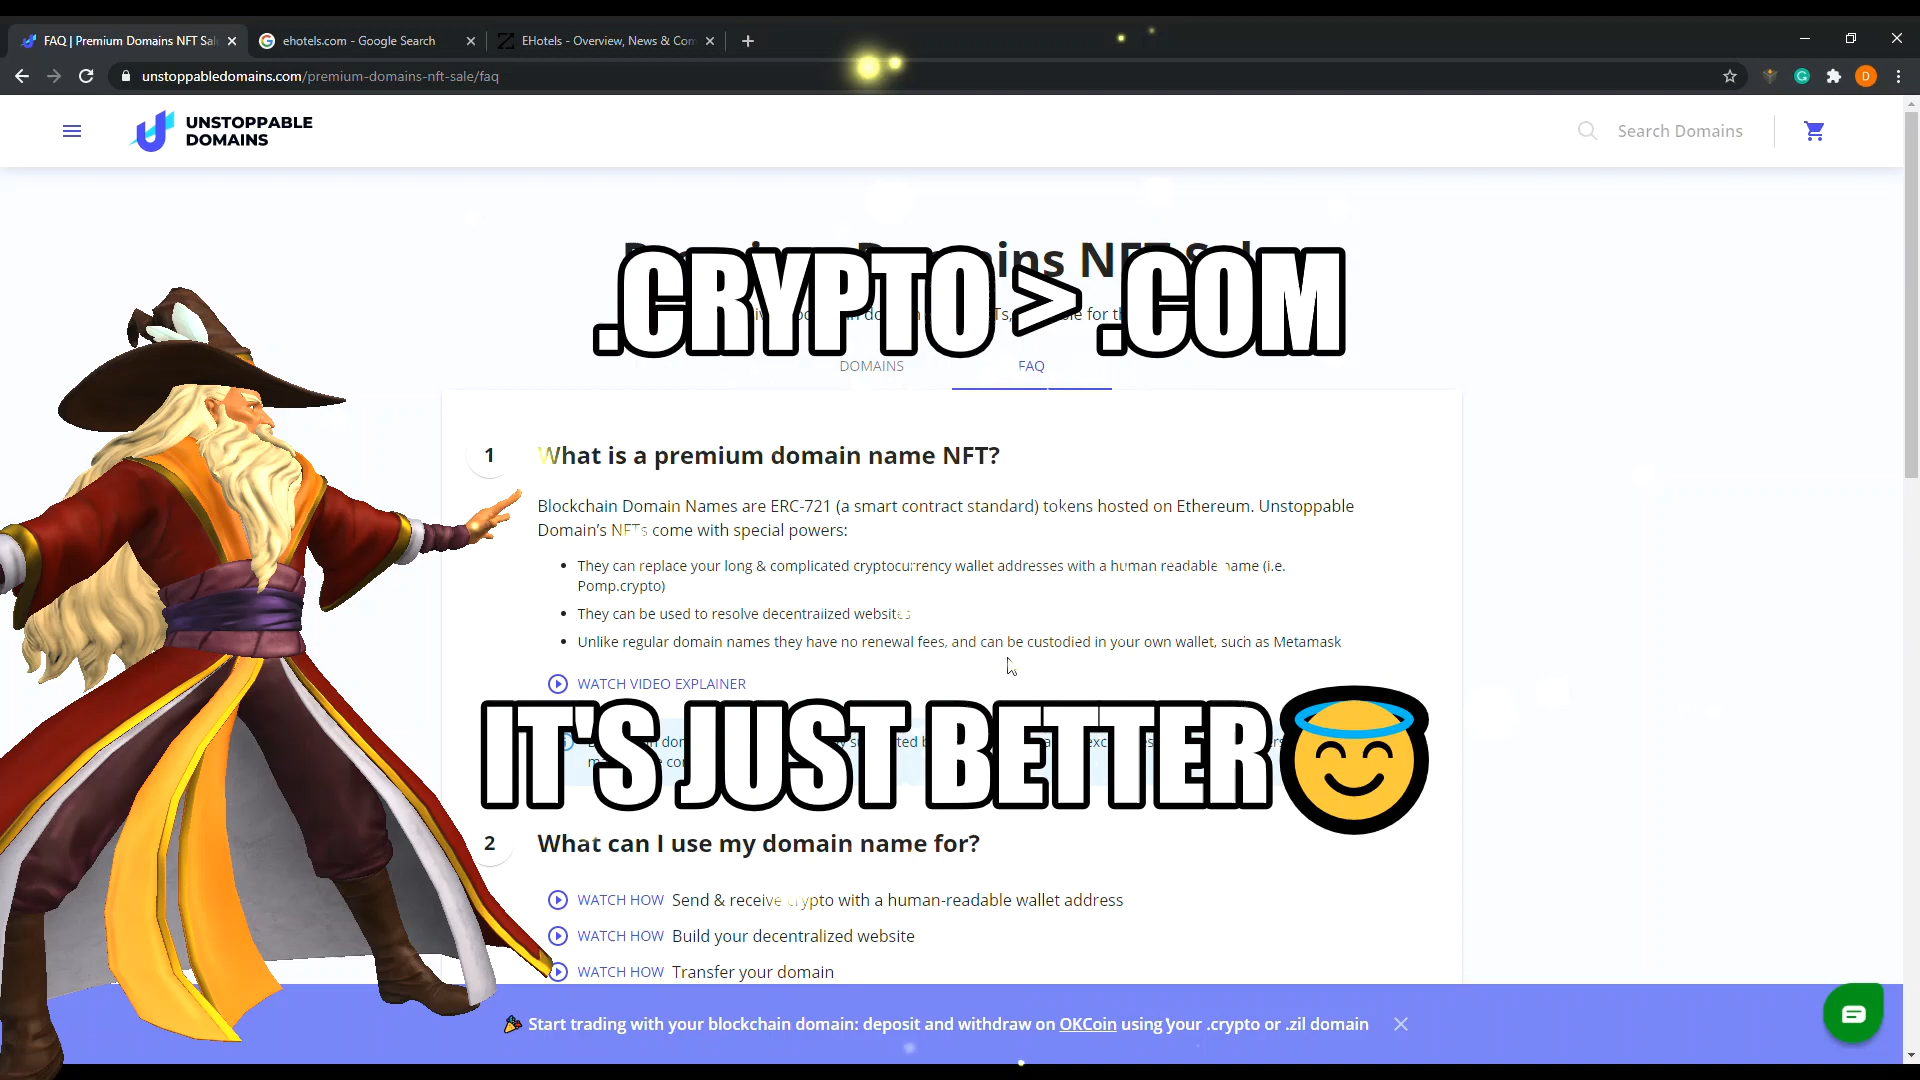 FAQ | Premium Domains NFT Sal
ehotels.com - Google Search
EHotels - Overview, News & Com
unstoppabledomains.com/premium-domains-nft-sale/faq
D
UNSTOPPABLE
DOMAINS
Search Domains
.CRYPTO > .COM
DOMAINS
FAQ
1
What is a premium domain name NFT?
Blockchain Domain Names are ERC-721 (a smart contract standard) tokens hosted on Ethereum. Unstoppable
Domain's NFTs come with special powers:
They can replace your long & complicated cryptocurrency wallet addresses with a human readable name (i.e.
Pomp.crypto)
They can be used to resolve decentralized websites
Unlike regular domain names they have no renewal fees, and can be custodied in your own wallet, such as Metamask
WATCH VIDEO EXPLAINER
IT'S JUST BETTER
2
What can I use my domain name for?
WATCH HOW Send & receive crypto with a human-readable wallet address
WATCH HOW Build your decentralized website
WATCH HOW Transfer your domain
Start trading with your blockchain domain: deposit and withdraw on OKCoin using your .crypto or .zil domain